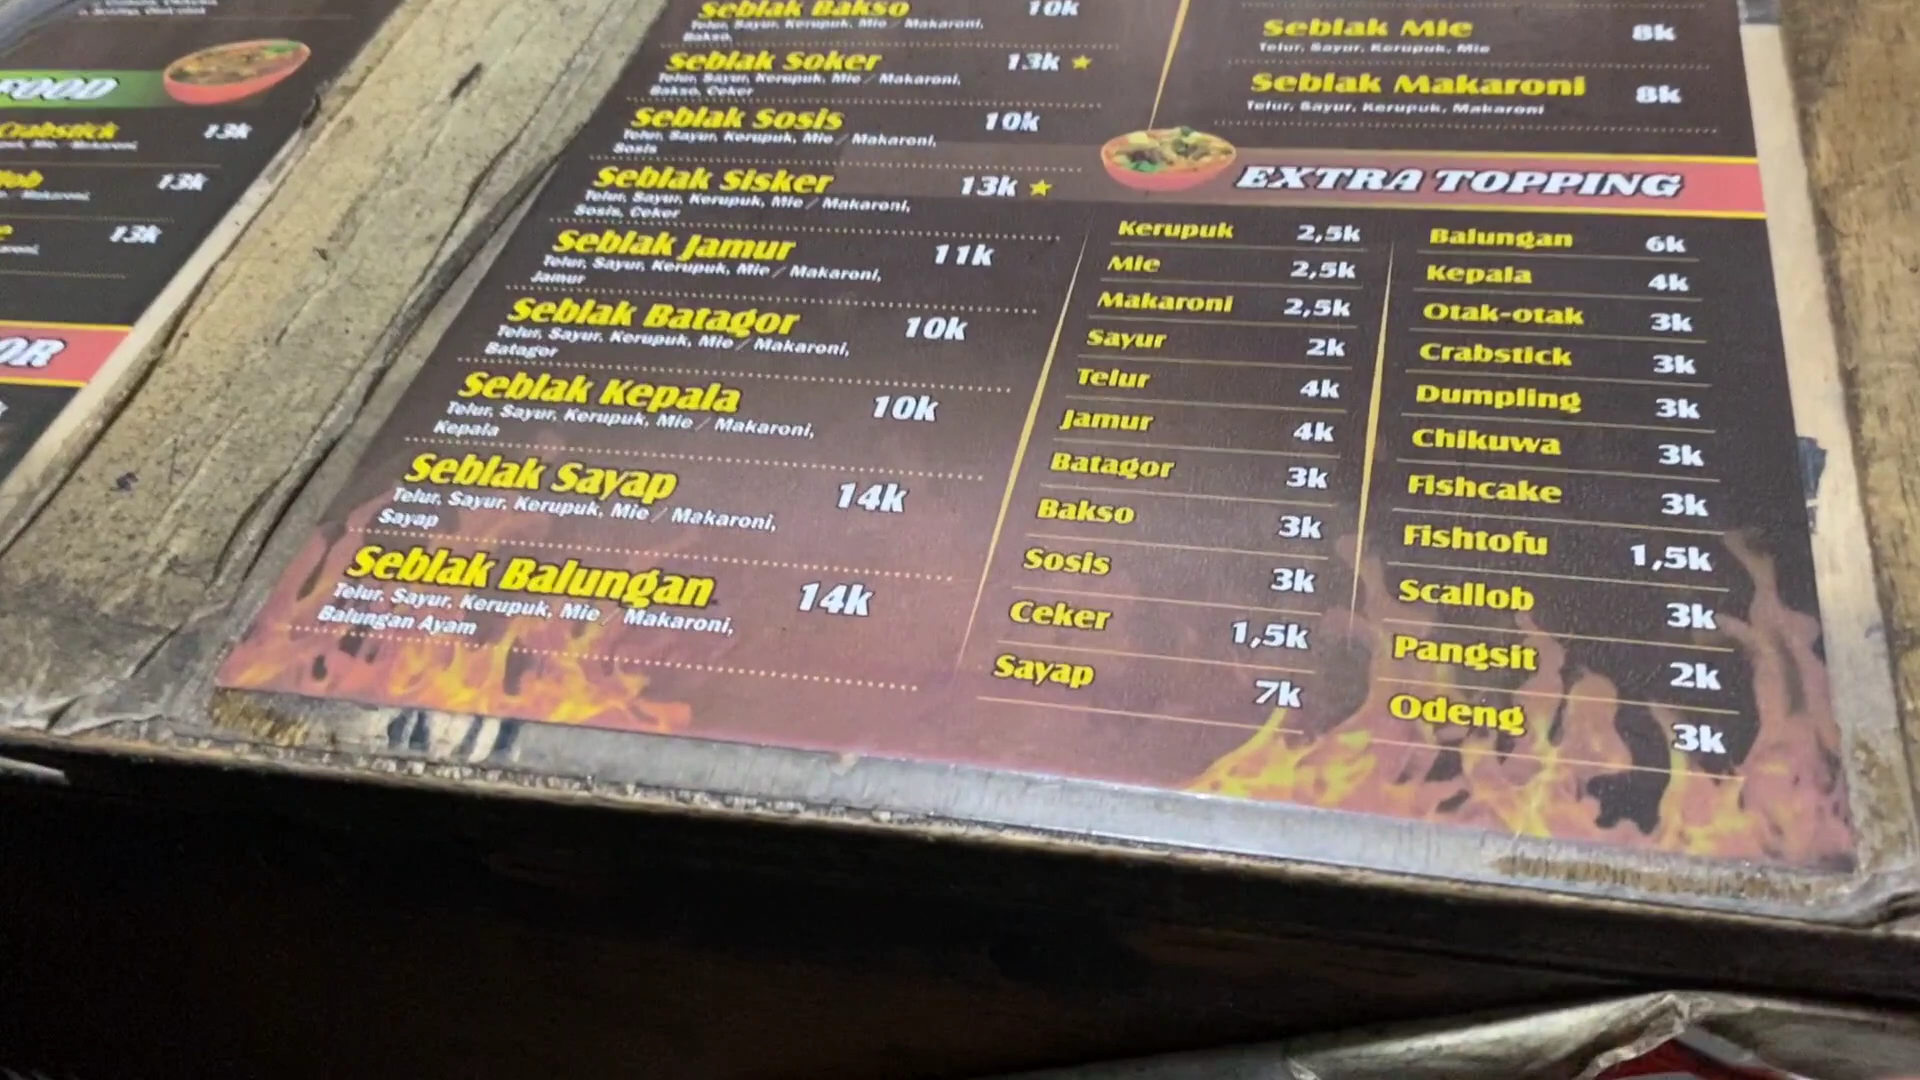 FOOD
Crabstick 13k
Mie / Makaroni
13k
13k
OR
Seblak Bakso 10k
Telur, Sayur, Kerupuk, Mie / Makaroni,
Bakso,
Seblak Soker 13k
Telur, Sayur, Kerupuk, Mie / Makaroni,
Bakso, Ceker
Seblak Sosis 10k
Telur, Sayur, Kerupuk, Mie / Makaroni,
Sosis
Seblak Sisker 13k
Telur, Sayur, Kerupuk, Mie / Makaroni,
Sosis, Ceker
Seblak Jamur 11k
Telur, Sayur, Kerupuk, Mie / Makaroni,
Jamur
Seblak Batagor 10k
Telur, Sayur, Kerupuk, Mie / Makaroni,
Batagor
Seblak Kepala 10k
Telur, Sayur, Kerupuk, Mie / Makaroni,
Kepala
Seblak Sayap 14k
Telur, Sayur, Kerupuk, Mie / Makaroni,
Sayap
Seblak Balungan 14k
Telur, Sayur, Kerupuk, Mie / Makaroni,
Balungan Ayam
Seblak Mie 8k
Telur, Sayur, Kerupuk, Mie
Seblak Makaroni 8k
Telur, Sayur, Kerupuk, Makaroni
EXTRA TOPPING
Kerupuk 2,5k
Mie 2,5k
Makaroni 2,5k
Sayur 2k
Telur 4k
Jamur 4k
Batagor 3k
Bakso 3k
Sosis 3k
Ceker 1,5k
Sayap 7k
Balungan 6k
Kepala 4k
Otak-otak 3k
Crabstick 3k
Dumpling 3k
Chikuwa 3k
Fishcake 3k
Fishtofu 1,5k
Scallob 3k
Pangsit 2k
Odeng 3k